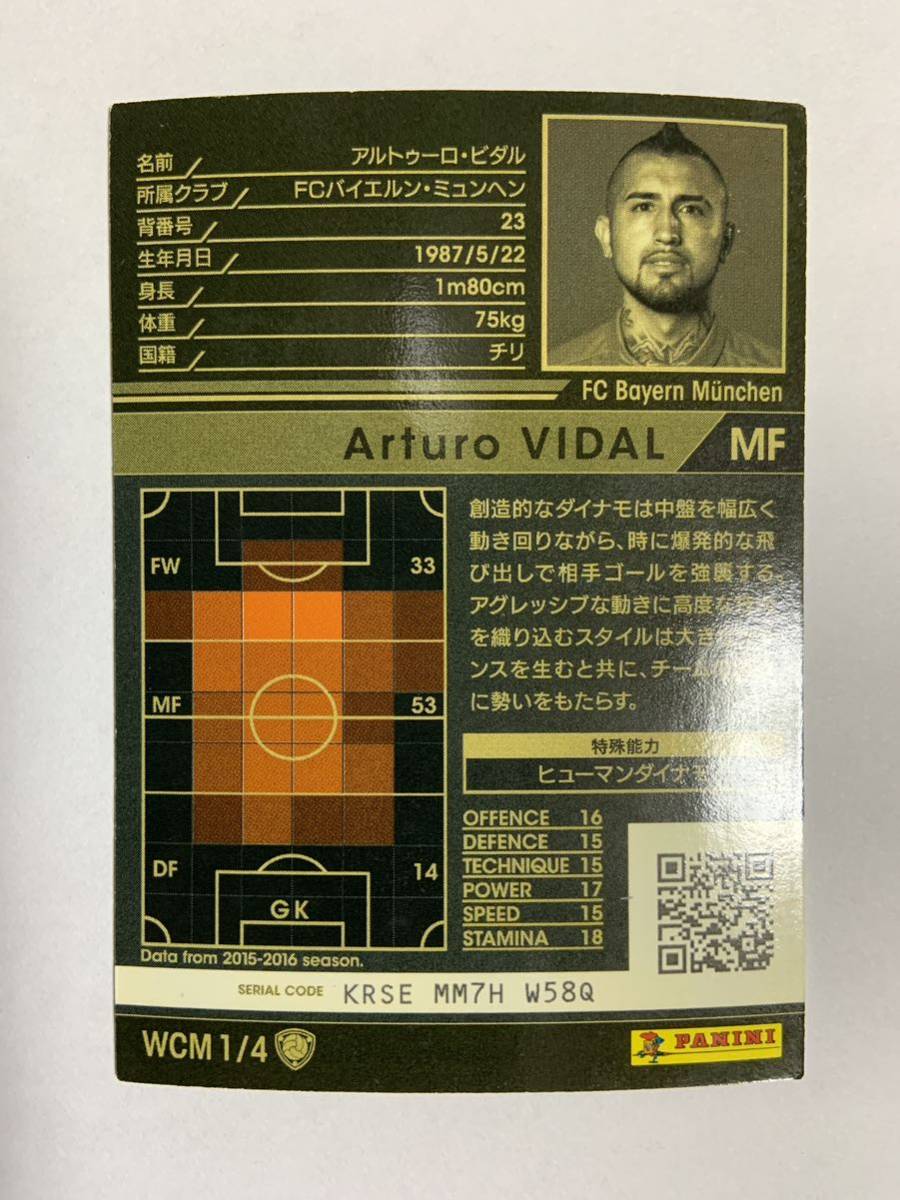 名前 アルトゥーロ・ビダル
所属クラブ FCバイエルン・ミュンヘン
背番号 23
生年月日 1987/5/22
身長 1m80cm
体重 75kg
国籍 チリ
FC Bayern München
Arturo VIDAL MF
FW 33
MF 53
DF 14
GK
Data from 2015-2016 season.
創造的なダイナモは中盤を幅広く
動き回りながら、時に爆発的な飛
び出しで相手ゴールを強襲する。
アグレッシブな動きに高度な
を織り込むスタイルは大き
ンスを生むと共に、チーム
に勢いをもたらす。
特殊能力
ヒューマンダイナモ
OFFENCE 16
DEFENCE 15
TECHNIQUE 15
POWER 17
SPEED 15
STAMINA 18
SERIAL CODE KRSE MM7H W58Q
WCM 1/4
PANINI